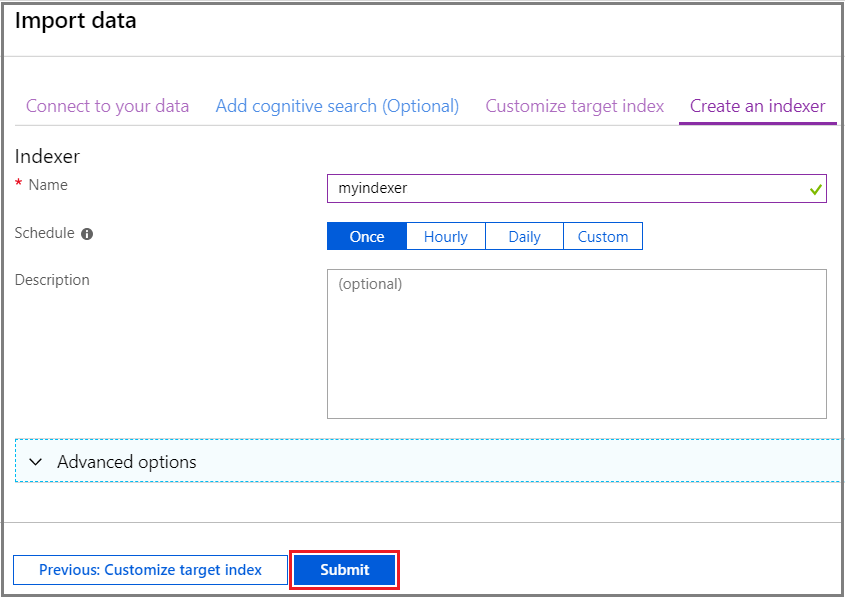 Import data
Connect to your data Add cognitive search (Optional) Customize target index Create an indexer
Indexer
* Name myindexer
Schedule Once Hourly Daily Custom
Description (optional)
Advanced options
Previous: Customize target index Submit